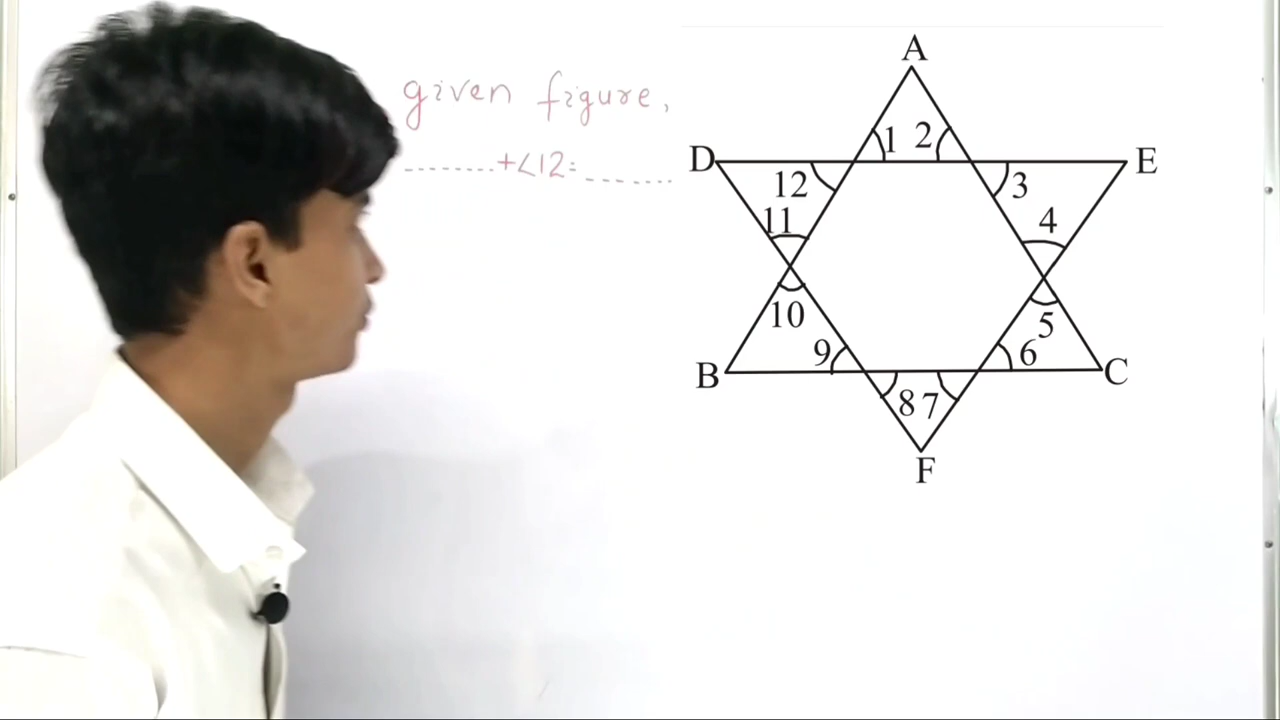 given figure,
.........+<12=.......
A
D
E
1 2
12
3
11
4
10
5
9
6
B
C
8 7
F